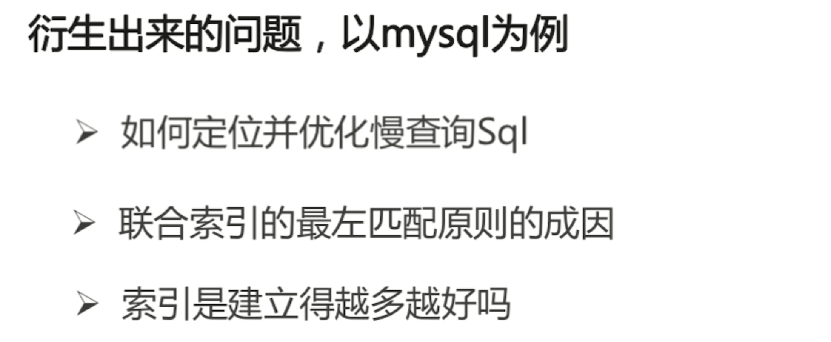 衍生出来的问题，以mysql为例
➤ 如何定位并优化慢查询Sql
➤ 联合索引的最左匹配原则的成因
➤ 索引是建立得越多越好吗